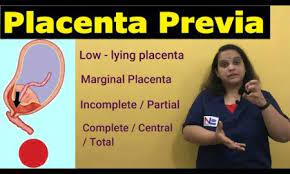 Placenta Previa
Low - lying placenta
Marginal Placenta
Incomplete / Partial
Complete / Central
/ Total